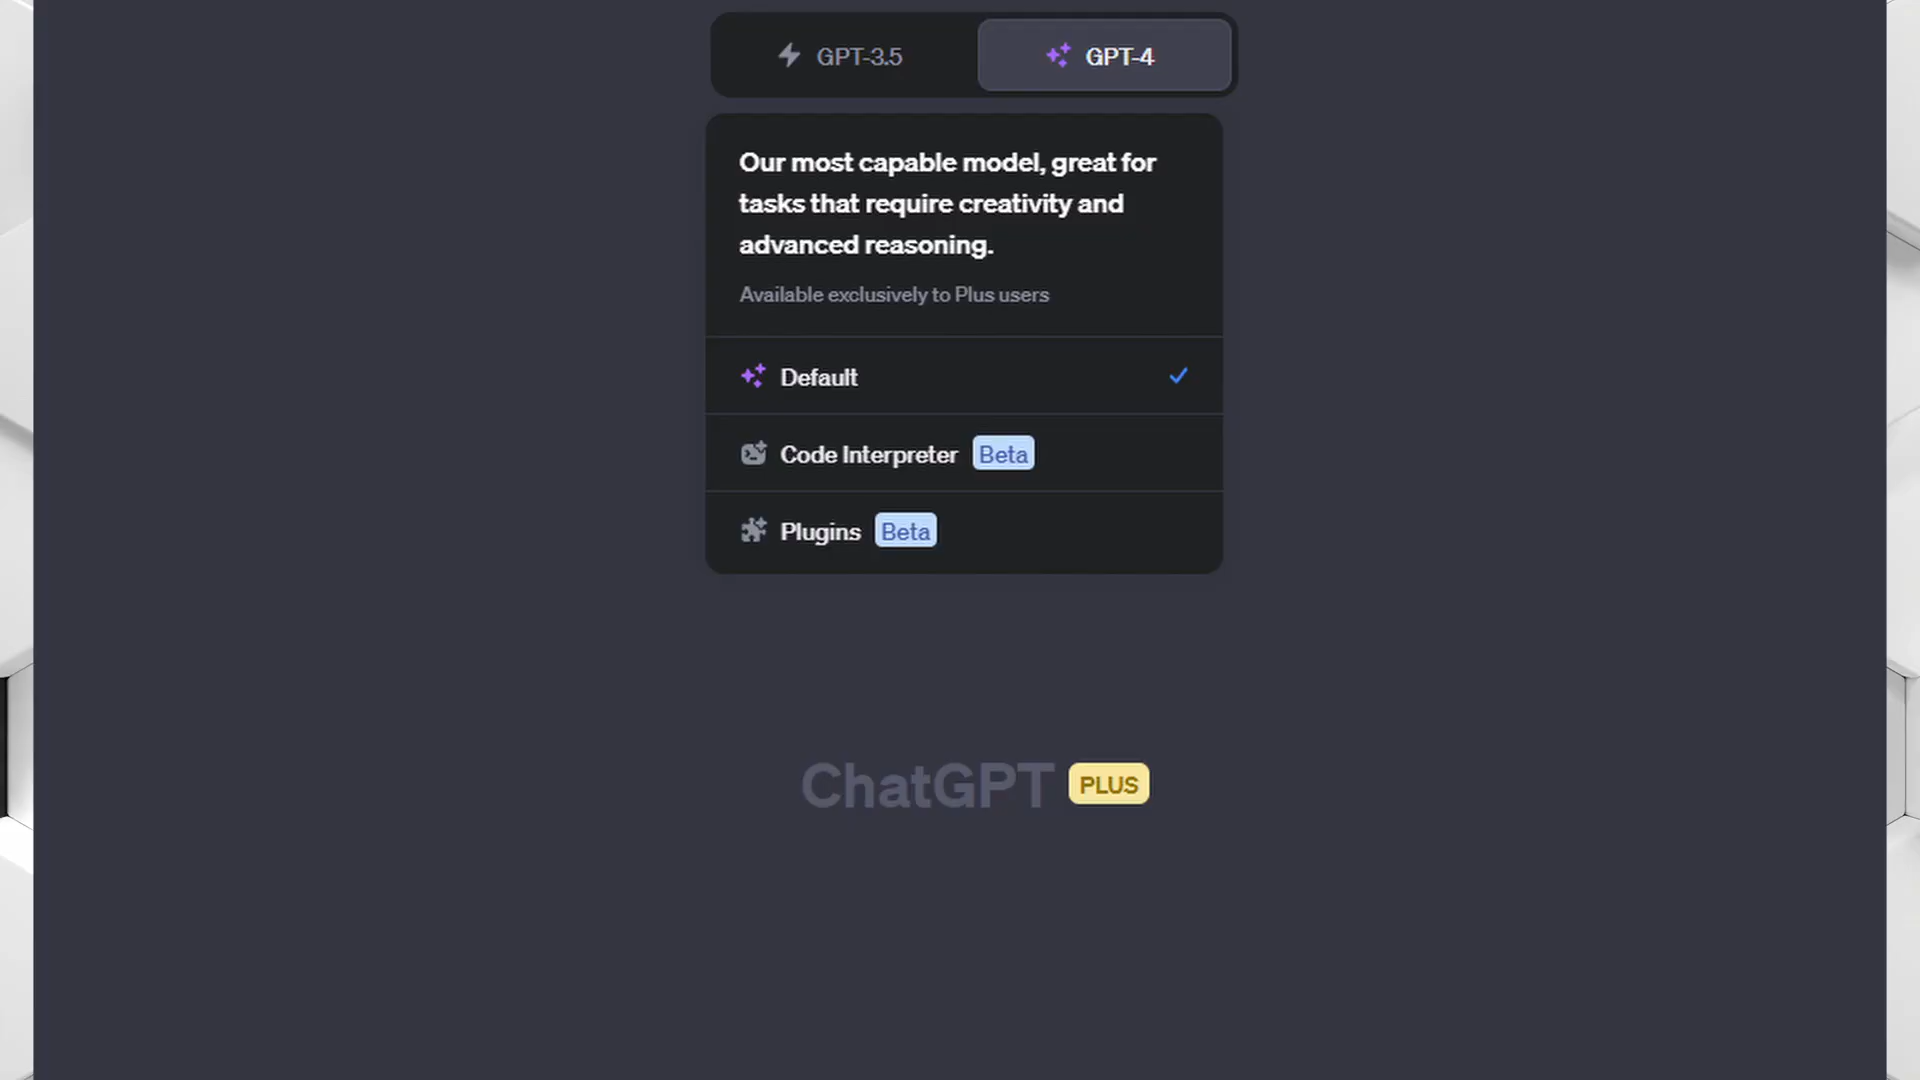 GPT-3.5
GPT-4
Our most capable model, great for
tasks that require creativity and
advanced reasoning.
Available exclusively to Plus users
Default
Code Interpreter Beta
Plugins Beta
ChatGPT PLUS